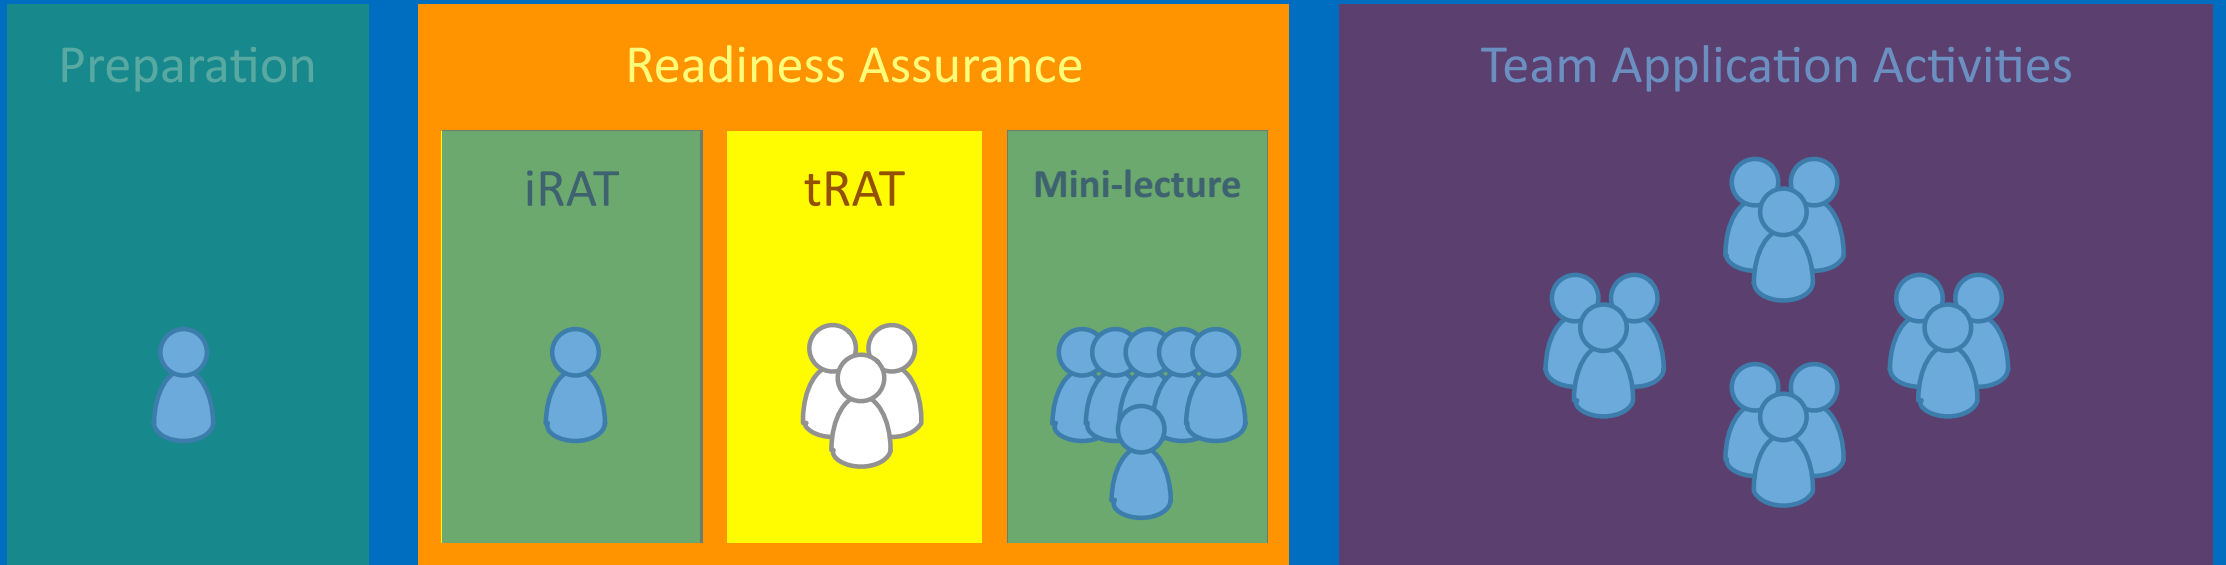 Preparation
Readiness Assurance
iRAT
tRAT
Mini-lecture
Team Application Activities